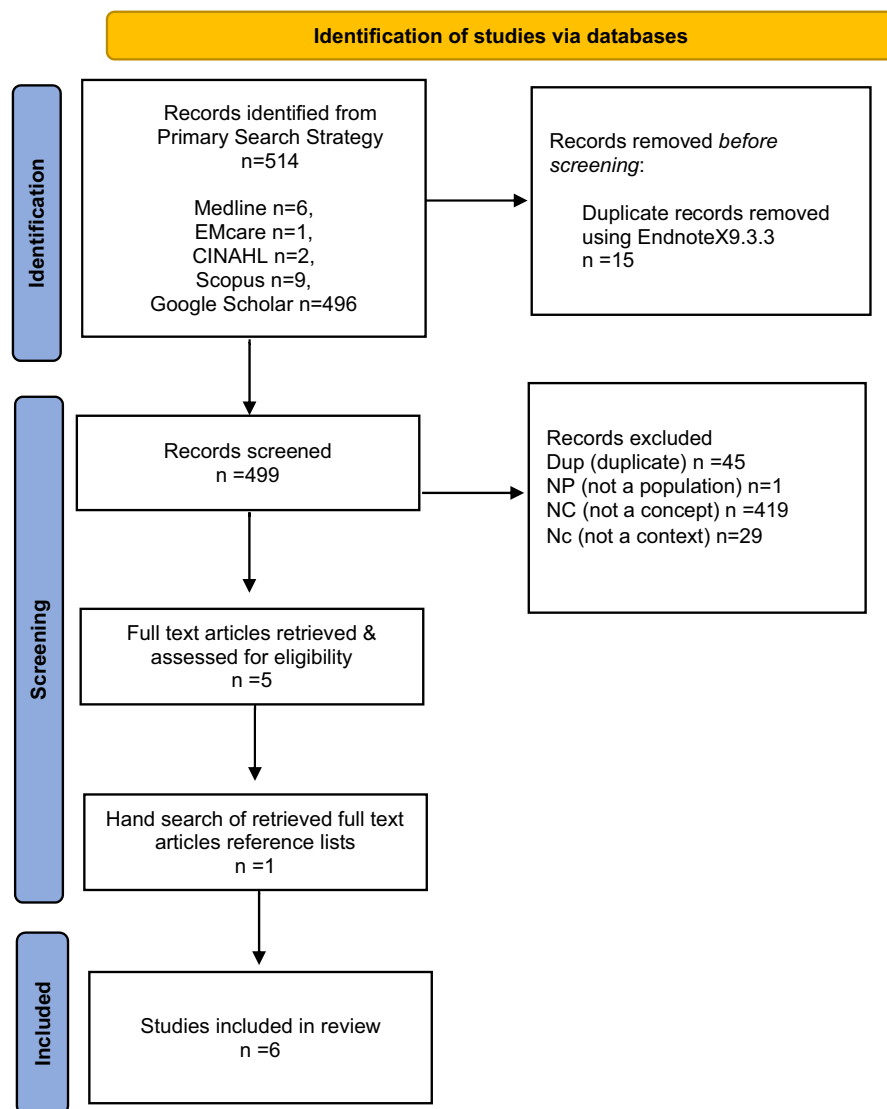 Identification of studies via databases
Identification
Records identified from
Primary Search Strategy
n=514
Medline n=6,
EMcare n=1,
CINAHL n=2,
Scopus n=9,
Google Scholar n=496
Records removed before
screening:
Duplicate records removed
using EndnoteX9.3.3
n =15
Screening
Records screened
n =499
Records excluded
Dup (duplicate) n =45
NP (not a population) n=1
NC (not a concept) n =419
Nc (not a context) n=29
Full text articles retrieved &
assessed for eligibility
n =5
Hand search of retrieved full text
articles reference lists
n =1
Included
Studies included in review
n =6